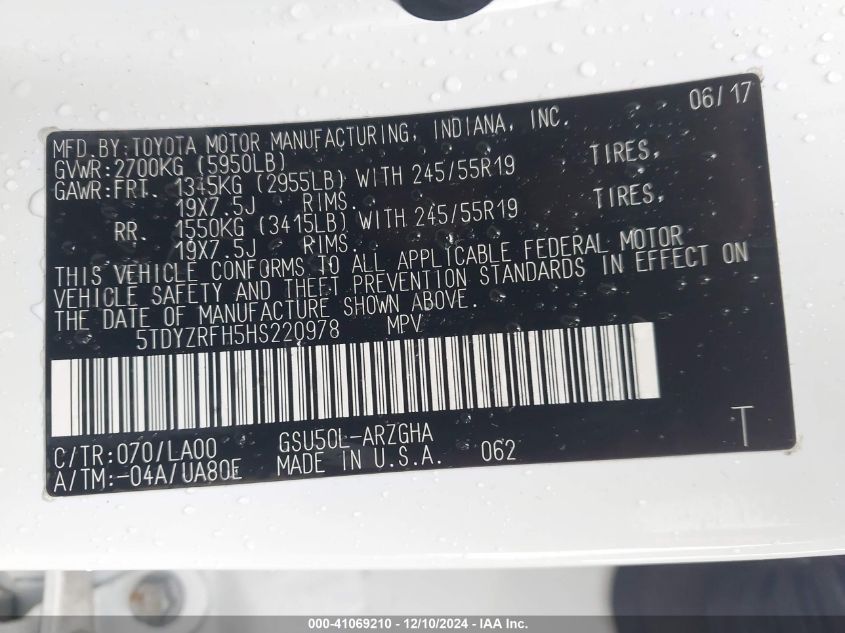 06/17
MFD.BY:TOYOTA MOTOR MANUFACTURING, INDIANA, INC.
GVWR:2700KG (5950LB)
GAWR:FRT. 1345KG (2955LB) WITH 245/55R19 TIRES,
19X7.5J RIMS.
RR. 1550KG (3415LB) WITH 245/55R19 TIRES,
19X7.5J RIMS.
THIS VEHICLE CONFORMS TO ALL APPLICABLE FEDERAL MOTOR
VEHICLE SAFETY AND THEFT PREVENTION STANDARDS IN EFFECT ON
THE DATE OF MANUFACTURE SHOWN ABOVE.
5TDYZRFH5HS220978 MPV
C/TR:070/LA00 GSU50L-ARZGHA T
A/TM:-04A/UA80E MADE IN U.S.A. 062
000-41069210 - 12/10/2024 - IAA Inc.